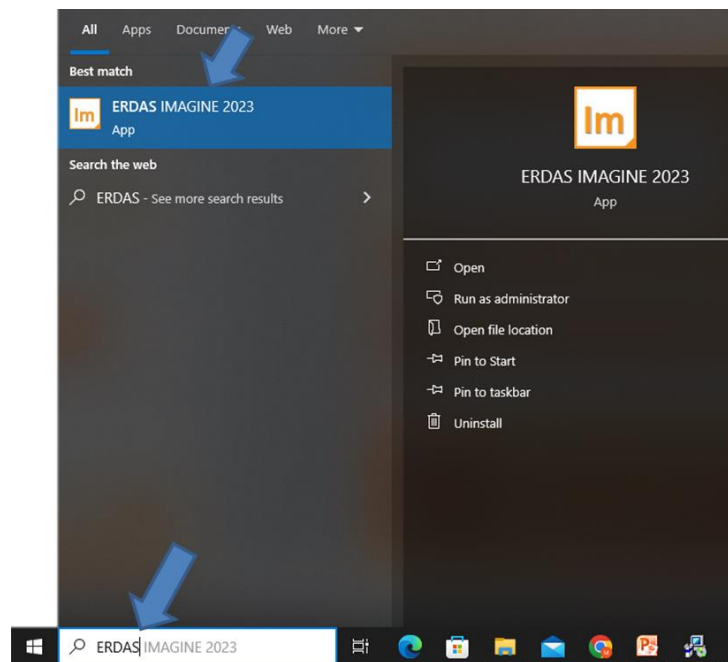 All Apps Documents Web More
Best match
Im
ERDAS IMAGINE 2023
App
Search the web
ERDAS - See more search results
Im
ERDAS IMAGINE 2023
App
Open
Run as administrator
Open file location
Pin to Start
Pin to taskbar
Uninstall
ERDAS IMAGINE 2023